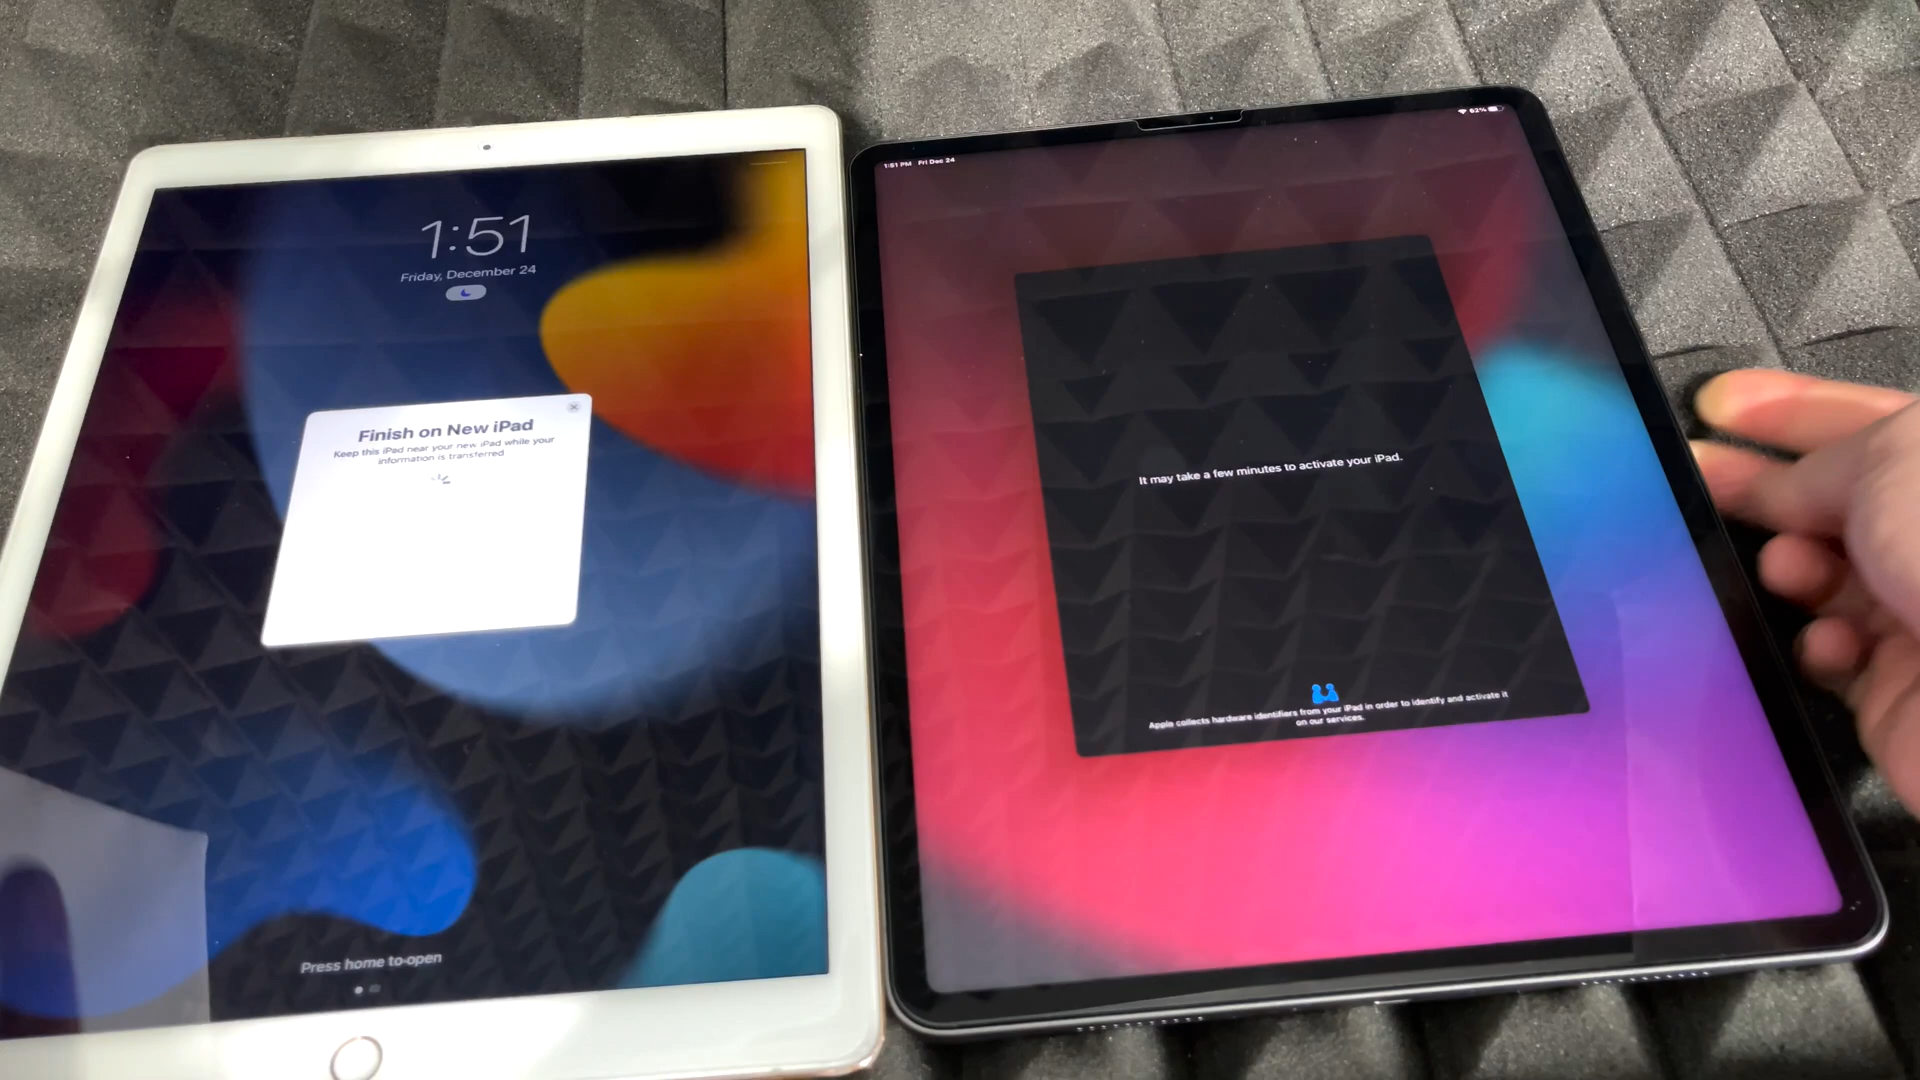 1:51
Friday, December 24
Finish on New iPad
Keep this iPad near your new iPad while your
information is transferred
Press home to open
1:51 PM Fri Dec 24
62%
It may take a few minutes to activate your iPad.
Apple collects hardware identifiers from your iPad in order to identify and activate it
on our services.